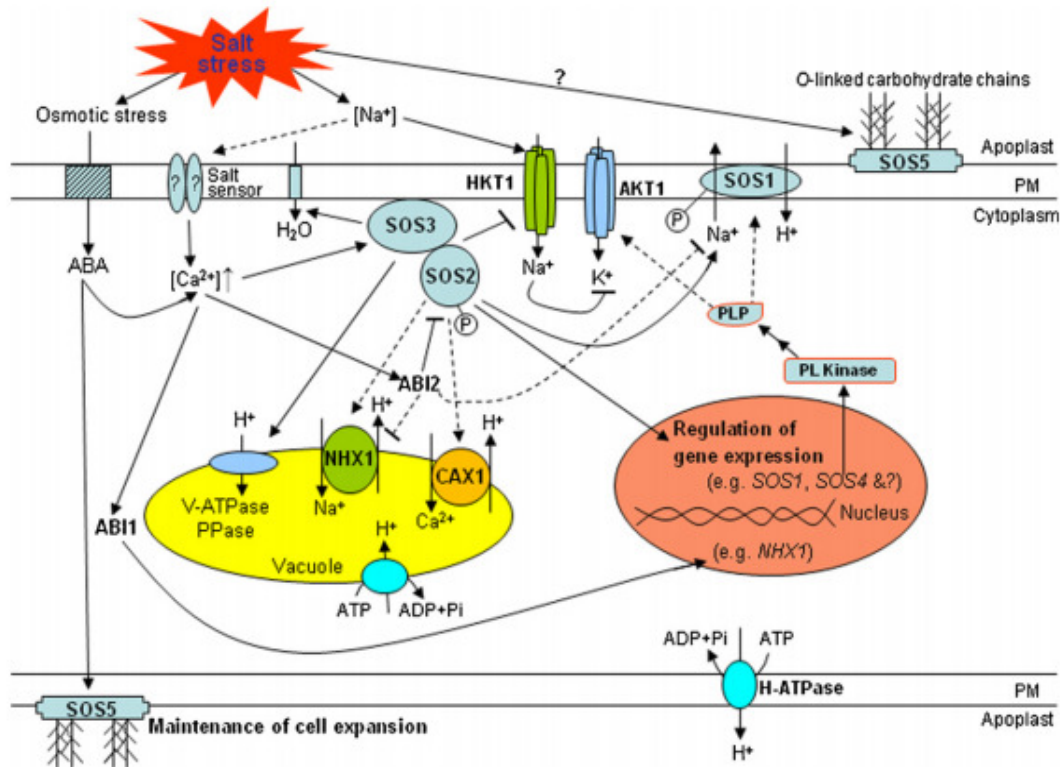 Salt
stress
?
O-linked carbohydrate chains
Osmotic stress
[Na⁺]
Apoplast
SOS5
? ?
Salt
sensor
HKT1
AKT1
SOS1
PM
P
Cytoplasm
H₂O
SOS3
Na⁺
H⁺
ABA
[Ca²⁺]↑
SOS2
Na⁺
K⁺
P
PLP
PL Kinase
ABI2
H⁺
H⁺
H⁺
NHX1
CAX1
Regulation of
gene expression
(e.g. SOS1, SOS4 &?)
V-ATPase
PPase
Na⁺
Ca²⁺
Nucleus
ABI1
H⁺
(e.g. NHX1)
Vacuole
ATP
ADP+Pi
ADP+Pi
ATP
H-ATPase
PM
SOS5
Maintenance of cell expansion
Apoplast
H⁺